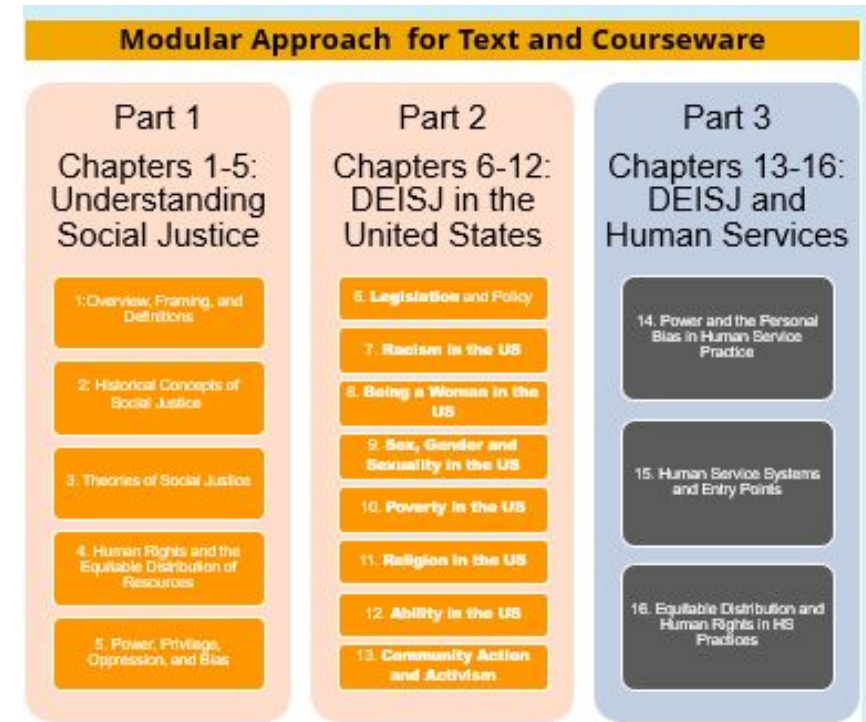 Modular Approach for Text and Courseware
Part 1
Chapters 1-5:
Understanding
Social Justice
1:Overview, Framing, and
Definitions
2: Historical Concepts of
Social Justice
3. Theories of Social Justice
4. Human Rights and the
Equitable Distribution of
Resources
5. Power, Privilege,
Oppression, and Bias
Part 2
Chapters 6-12:
DEISJ in the
United States
6. Legislation and Policy
7. Racism in the US
8. Being a Woman in the
US
9. Sex, Gender and
Sexuality in the US
10. Poverty in the US
11. Religion in the US
12. Ability in the US
13. Community Action
and Activism
Part 3
Chapters 13-16:
DEISJ and
Human Services
14. Power and the Personal
Bias in Human Service
Practice
15. Human Service Systems
and Entry Points
16. Equitable Distribution and
Human Rights in HS
Practices